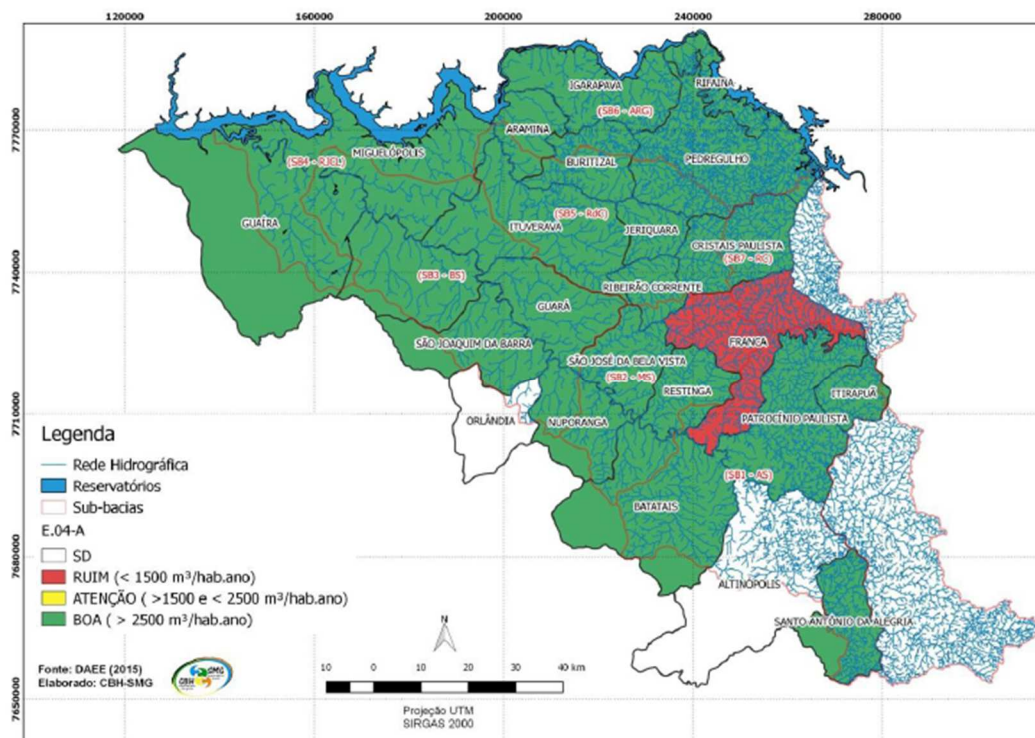 120000 160000 200000 240000 280000
7770000
7740000
7710000
7680000
7650000
IGARAPAVA
RIFAINA
(SB6 - ARG)
ARAMINA
MIGUELÓPOLIS
(SB4 - RJCL)
BURITIZAL
PEDREGULHO
GUAÍRA
ITUVERAVA
(SB5 - RdC)
JERIQUARA
CRISTAIS PAULISTA
(SB7 - RC)
(SB3 - BS)
RIBEIRÃO CORRENTE
GUARÁ
SÃO JOAQUIM DA BARRA
FRANCA
SÃO JOSÉ DA BELA VISTA
(SB2 - MS)
RESTINGA
ITIRAPUÃ
ORLÂNDIA
NUPORANGA
PATROCÍNIO PAULISTA
(SB1 - AS)
BATATAIS
ALTINÓPOLIS
SANTO ANTÔNIO DA ALEGRIA
Legenda
Rede Hidrográfica
Reservatórios
Sub-bacias
E.04-A
SD
RUIM (< 1500 m³/hab.ano)
ATENÇÃO ( >1500 e < 2500 m³/hab.ano)
BOA ( > 2500 m³/hab.ano)
Fonte: DAEE (2015)
Elaborado: CBH-SMG
CBH SMG
N
10 0 10 20 30 40 km
Projeção UTM
SIRGAS 2000